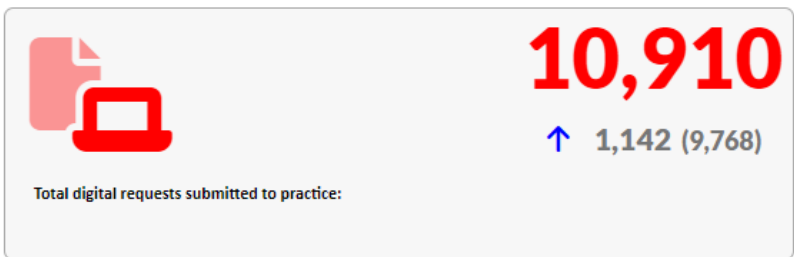 10,910
↑ 1,142 (9,768)
Total digital requests submitted to practice: